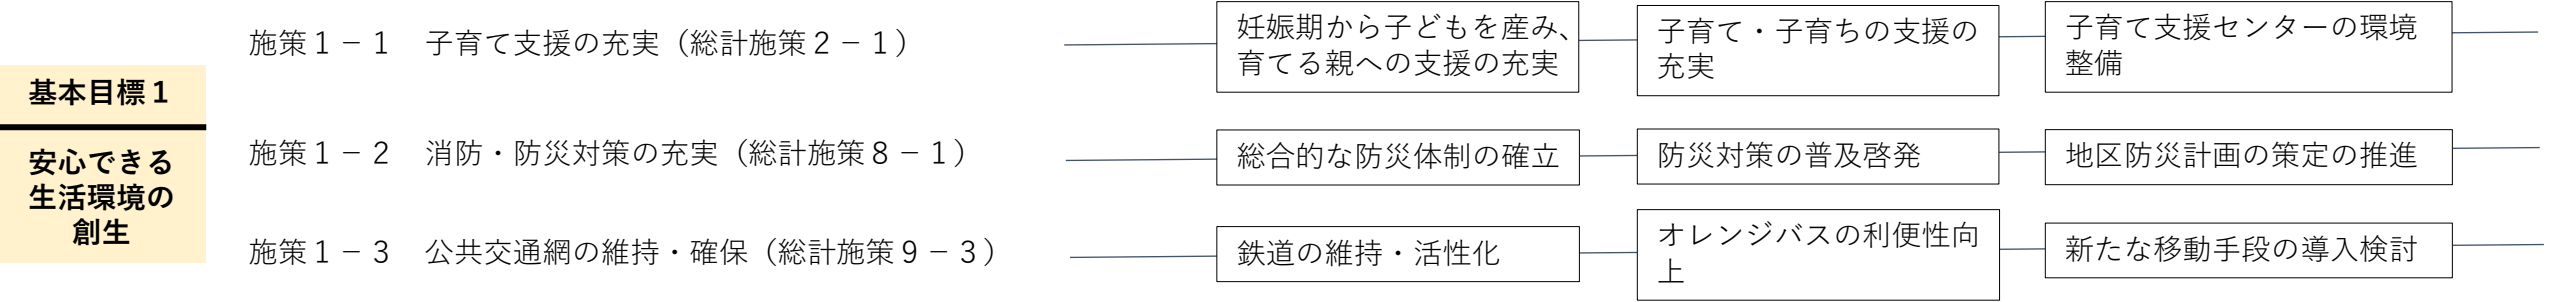 基本目標１
安心できる
生活環境の
創生
施策１－１　子育て支援の充実（総計施策２－１）
妊娠期から子どもを産み、
育てる親への支援の充実
子育て・子育ちの支援の
充実
子育て支援センターの環境
整備
施策１－２　消防・防災対策の充実（総計施策８－１）
総合的な防災体制の確立
防災対策の普及啓発
地区防災計画の策定の推進
施策１－３　公共交通網の維持・確保（総計施策９－３）
鉄道の維持・活性化
オレンジバスの利便性向
上
新たな移動手段の導入検討